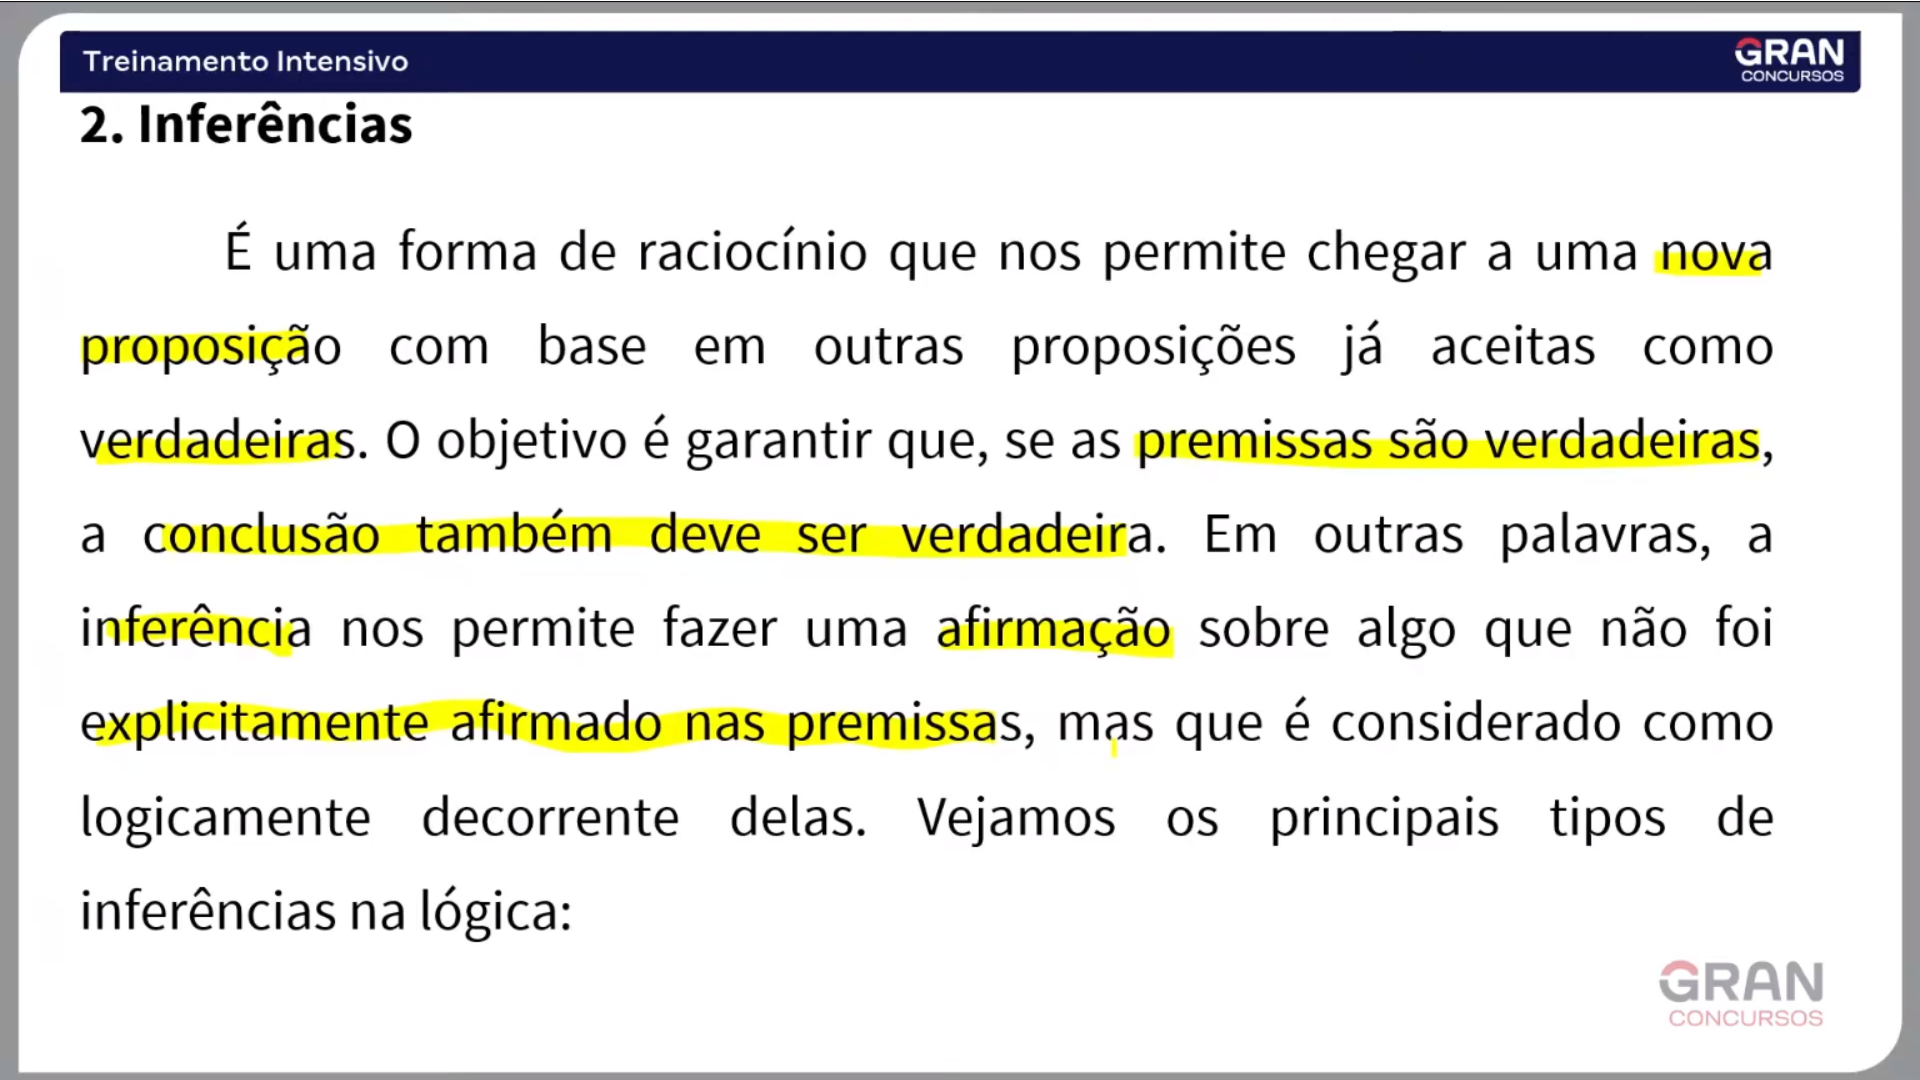 Treinamento Intensivo
GRAN
CONCURSOS
2. Inferências
É uma forma de raciocínio que nos permite chegar a uma nova
proposição com base em outras proposições já aceitas como
verdadeiras. O objetivo é garantir que, se as premissas são verdadeiras,
a conclusão também deve ser verdadeira. Em outras palavras, a
inferência nos permite fazer uma afirmação sobre algo que não foi
explicitamente afirmado nas premissas, mas que é considerado como
logicamente decorrente delas. Vejamos os principais tipos de
inferências na lógica:
GRAN
CONCURSOS